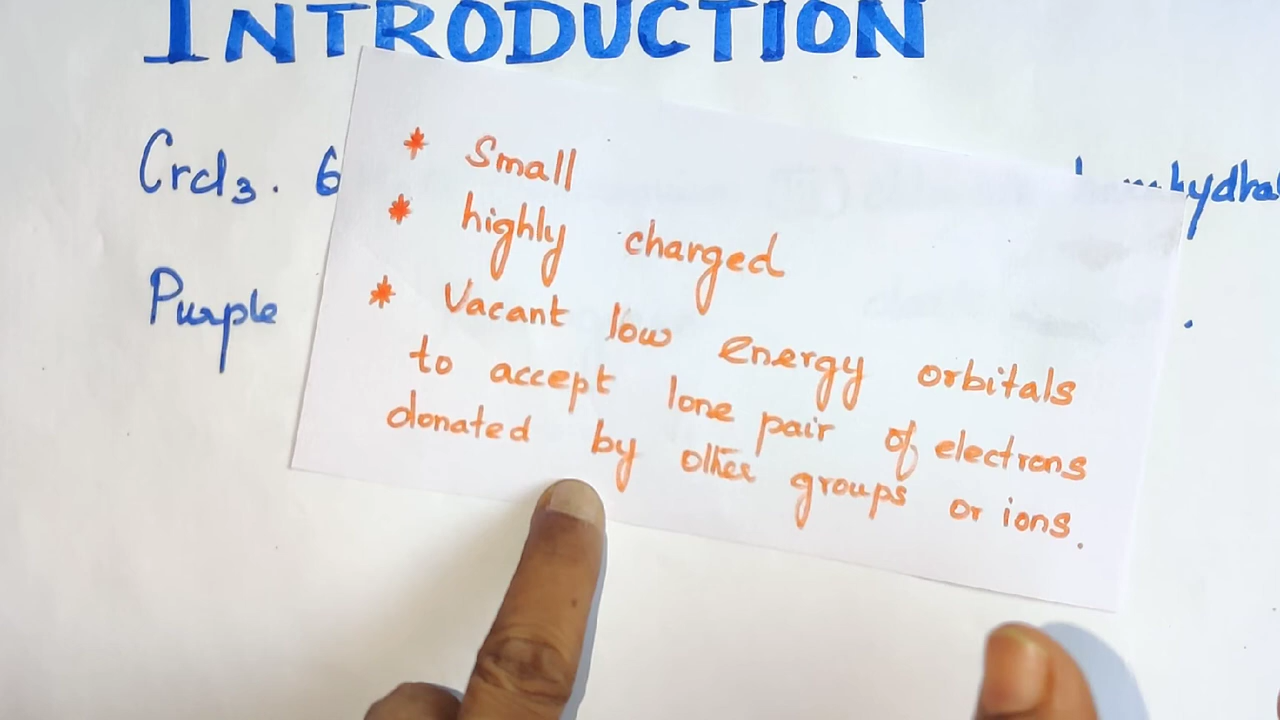 INTRODUCTION
Crcl3. 6
hydra
Purple
* Small
* highly charged
* Vacant low energy orbitals
to accept lone pair of electrons
donated by other groups or ions.